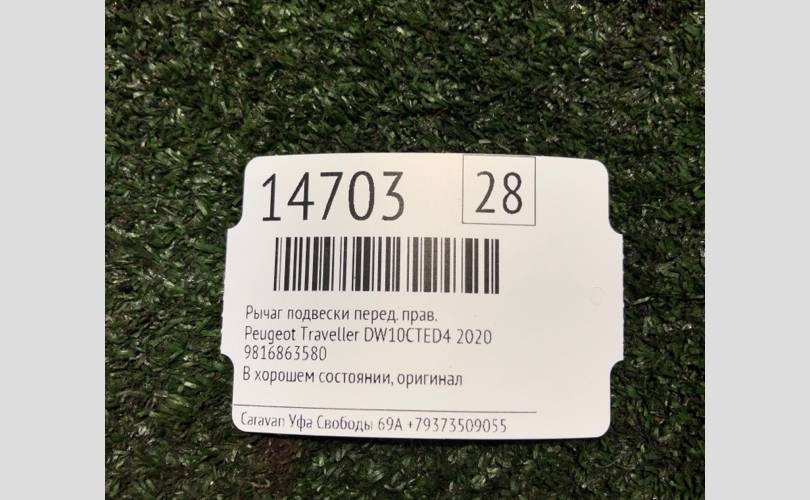 14703 28
Рычаг подвески перед. прав.
Peugeot Traveller DW10CTED4 2020
9816863580
В хорошем состоянии, оригинал
Caravan Уфа Свободы 69А +79373509055